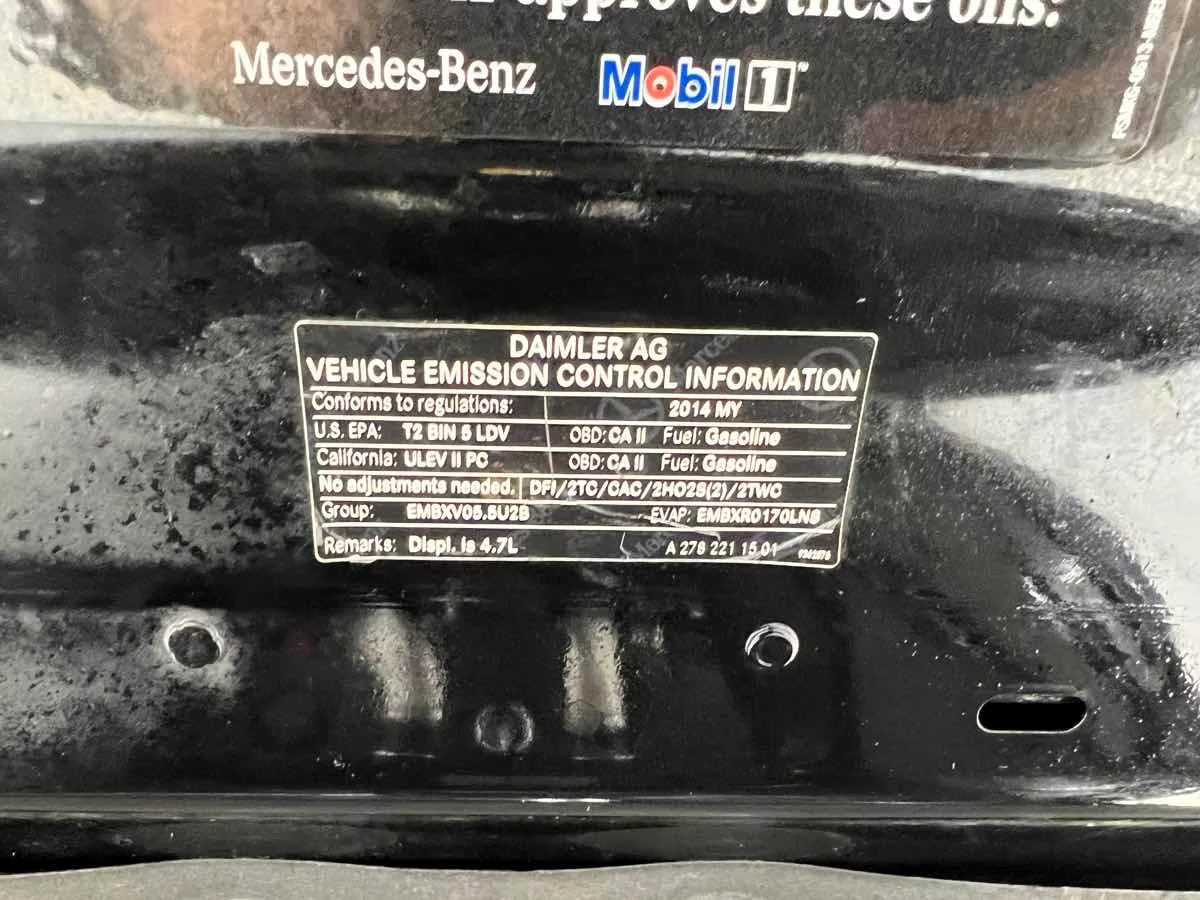 approves these oils:
Mercedes-Benz Mobil 1™
DAIMLER AG
VEHICLE EMISSION CONTROL INFORMATION
Conforms to regulations: 2014 MY
U.S. EPA: T2 BIN 5 LDV OBD: CA II Fuel: Gasoline
California: ULEV II PC OBD: CA II Fuel: Gasoline
No adjustments needed. DFI/2TC/CAC/2HO2S(2)/2TWC
Group: EMBXV05.5U2B EVAP: EMBXR0170LNS
Remarks: Displ. is 4.7L A 278 221 15 01